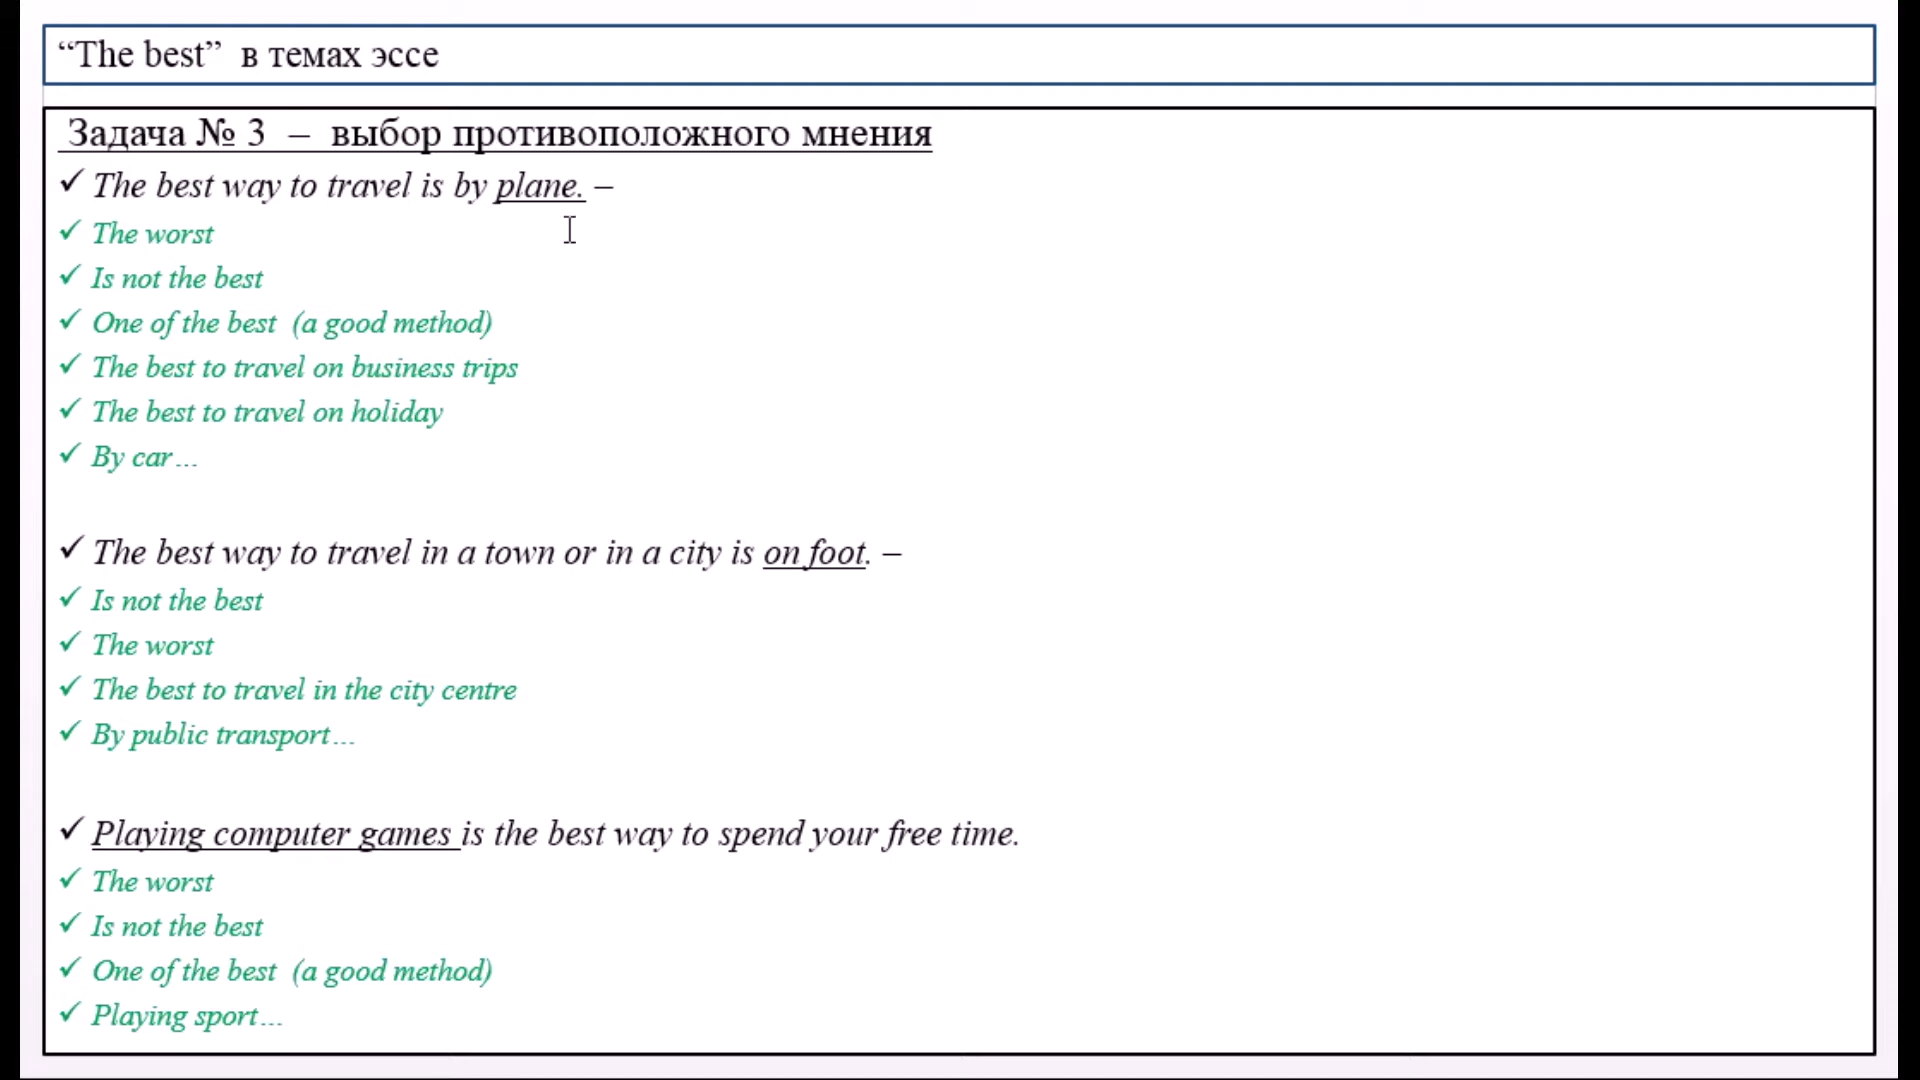 “The best” в темах эссе
Задача № 3 – выбор противоположного мнения
✓ The best way to travel is by plane. –
✓ The worst
✓ Is not the best
✓ One of the best (a good method)
✓ The best to travel on business trips
✓ The best to travel on holiday
✓ By car…
✓ The best way to travel in a town or in a city is on foot. –
✓ Is not the best
✓ The worst
✓ The best to travel in the city centre
✓ By public transport…
✓ Playing computer games is the best way to spend your free time.
✓ The worst
✓ Is not the best
✓ One of the best (a good method)
✓ Playing sport…